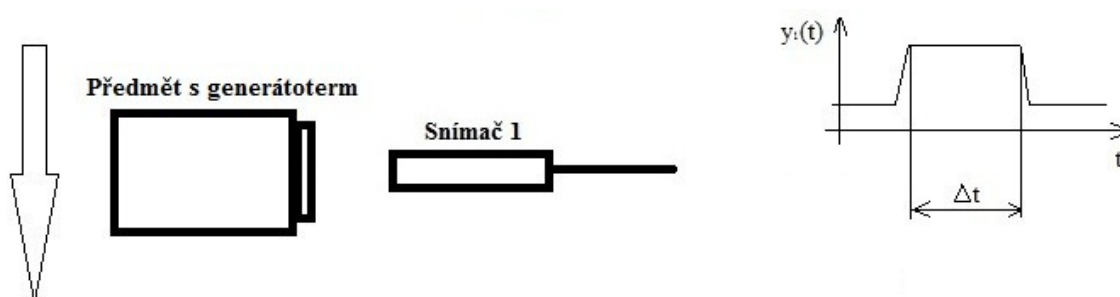 Předmět s generátoterm
Snímač 1
y₁(t)
t
Δt